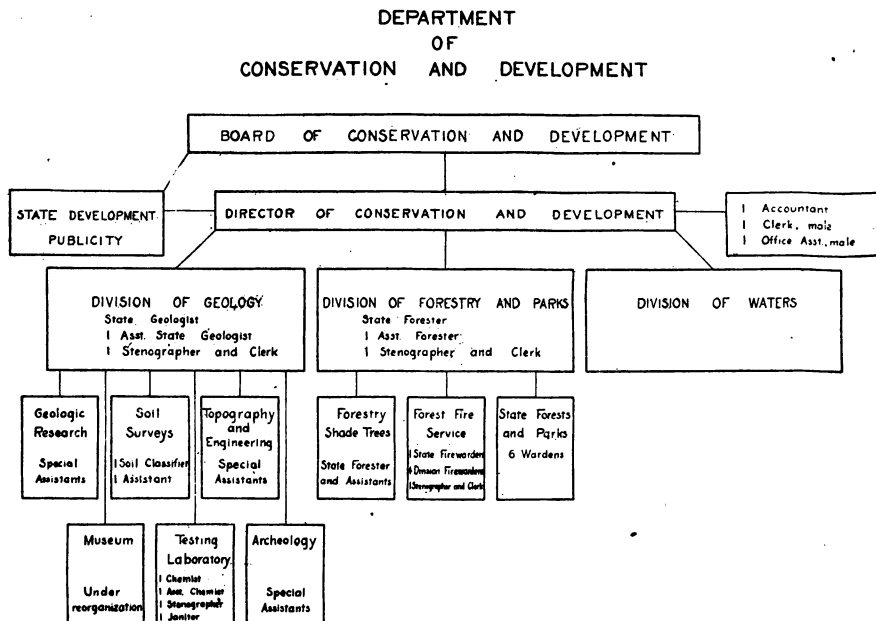 DEPARTMENT
OF
CONSERVATION AND DEVELOPMENT
BOARD OF CONSERVATION AND DEVELOPMENT
STATE DEVELOPMENT
PUBLICITY
DIRECTOR OF CONSERVATION AND DEVELOPMENT
1 Accountant
1 Clerk, male
1 Office Asst., male
DIVISION OF GEOLOGY
State Geologist
1 Asst. State Geologist
1 Stenographer and Clerk
DIVISION OF FORESTRY AND PARKS
State Forester
1 Asst. Forester
1 Stenographer and Clerk
DIVISION OF WATERS
Geologic
Research
Special
Assistants
Soil
Surveys
1 Soil Classifier
1 Assistant
Topography
and
Engineering
Special
Assistants
Forestry
Shade Trees
State Forester
and Assistants
Forest Fire
Service
1 State Firewarden
Division Firewardens
1 Stenographer and Clerk
State Forests
and Parks
6 Wardens
Museum
Under
reorganization
Testing
Laboratory
1 Chemist
1 Asst. Chemist
1 Stenographer
1 Janitor
Archeology
Special
Assistants